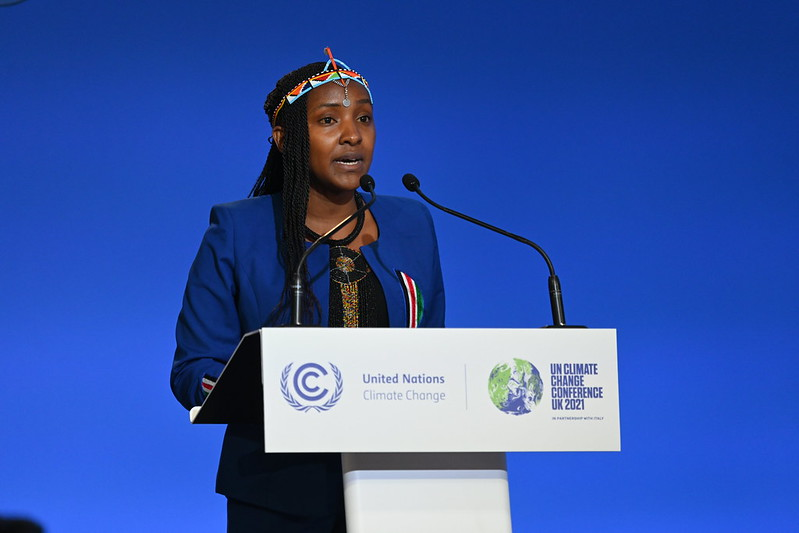 United Nations
Climate Change
UN CLIMATE
CHANGE
CONFERENCE
UK 2021
IN PARTNERSHIP WITH ITALY